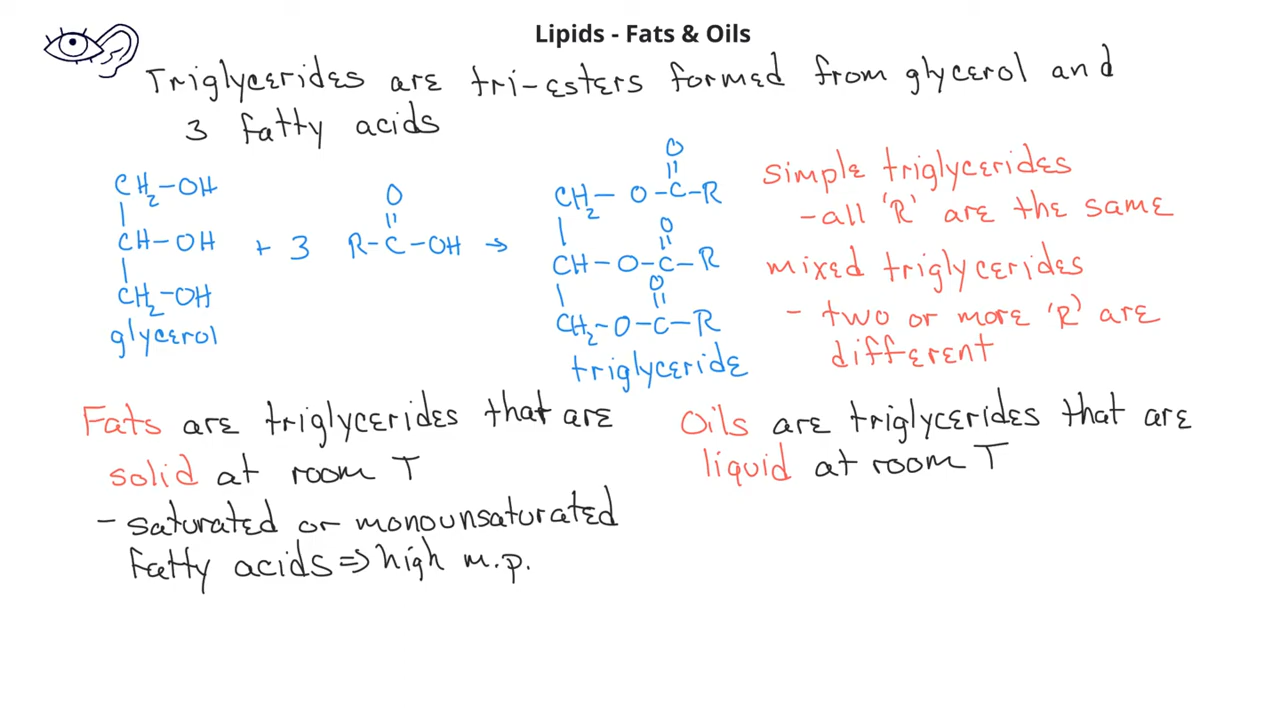 Lipids - Fats & Oils
Triglycerides are tri-esters formed from glycerol and
3 fatty acids
CH₂-OH
CH-OH
CH₂-OH
glycerol
+ 3
O
R-C-OH →
O
CH₂-O-C-R
O
CH-O-C-R
O
CH₂-O-C-R
triglyceride
simple triglycerides
-all 'R' are the same
mixed triglycerides
- two or more 'R' are
different
Fats are triglycerides that are
solid at room T
- saturated or monounsaturated
fatty acids ⇒ high m.p.
Oils are triglycerides that are
liquid at room T